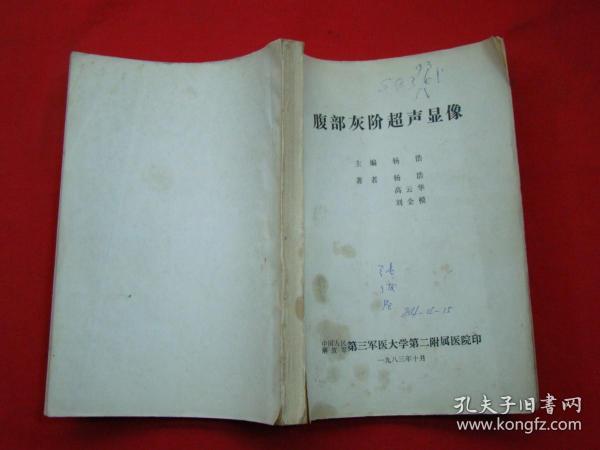 腹部灰阶超声显像
主编 杨浩
著者 杨浩
高云华
刘金横
中国人民解放军 第三军医大学第二附属医院印
一九八三年十月
孔夫子旧书网
www.kongfz.com